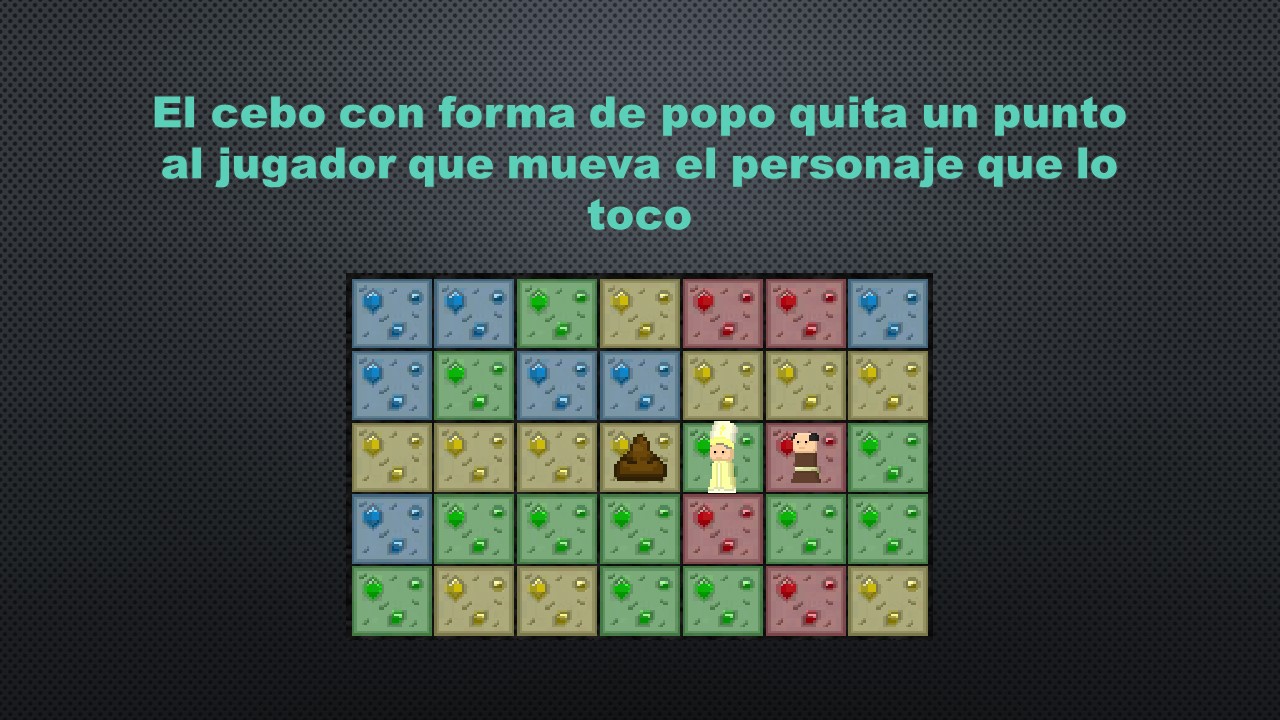 El cebo con forma de popo quita un punto
al jugador que mueva el personaje que lo
toco